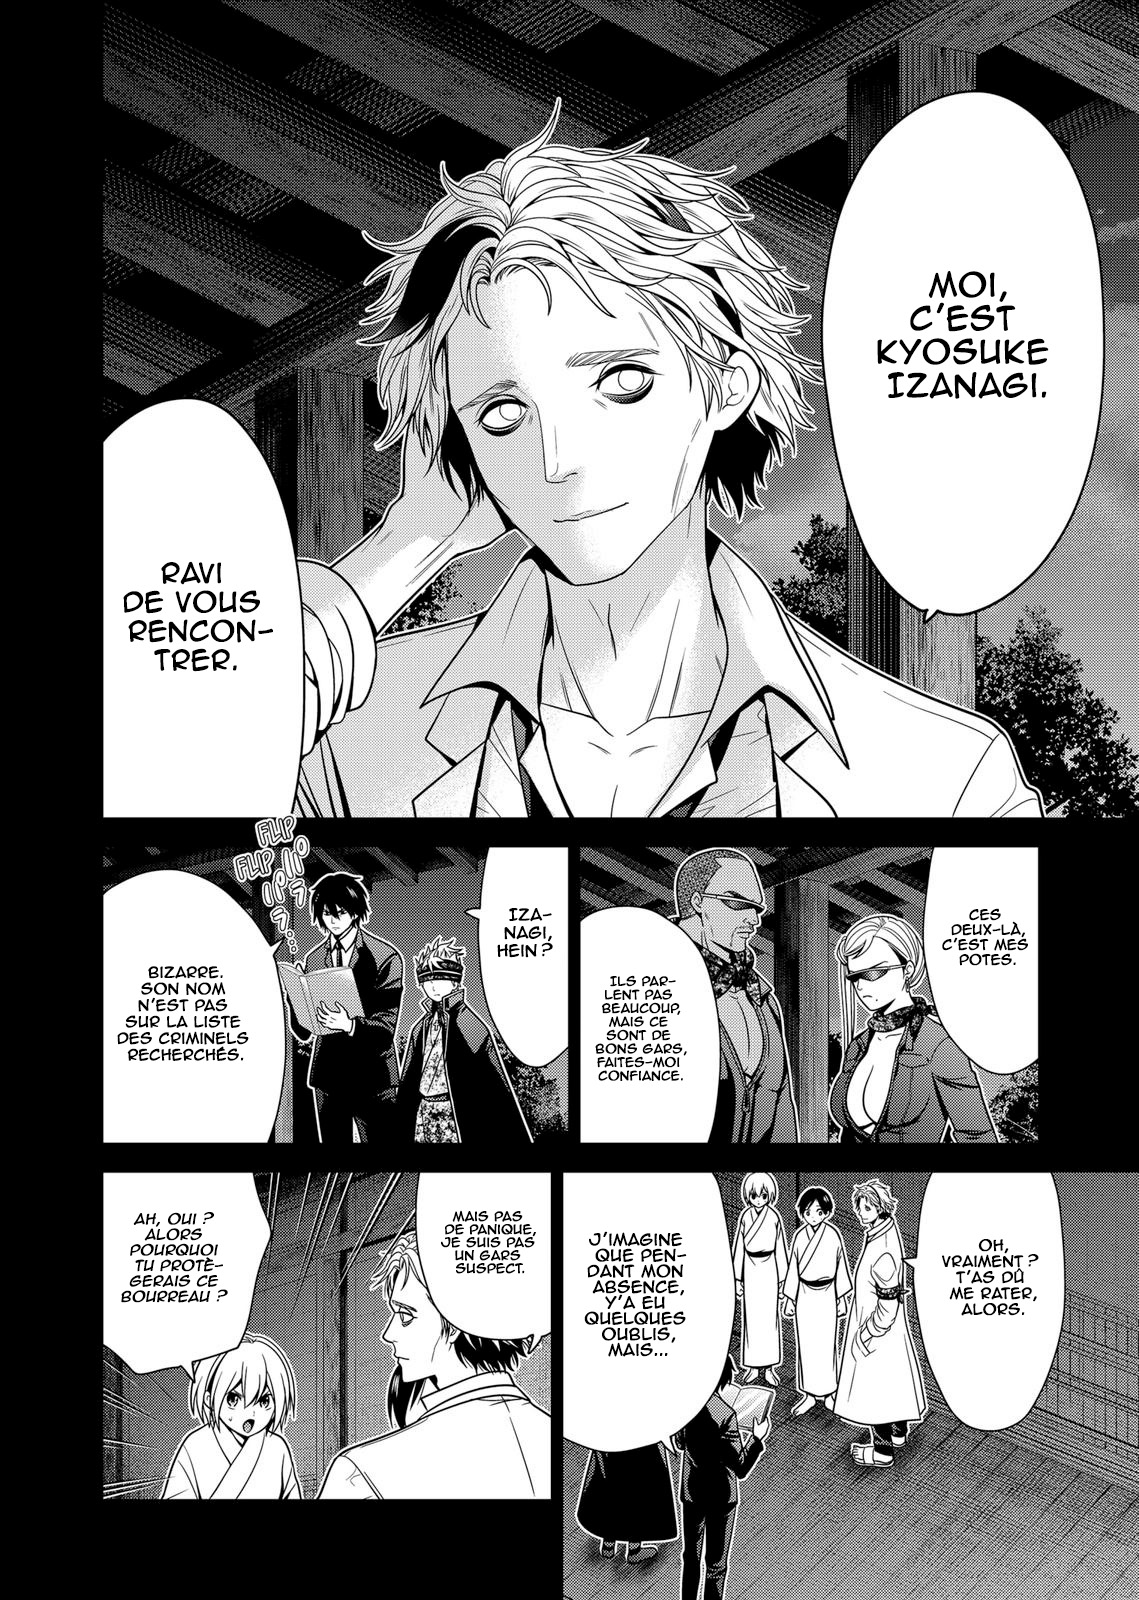 MOI,
C'EST
KYOSUKE
IZANAGI.
RAVI
DE VOUS
RENCON-
TRER.
CES
DEUX-LÀ,
C'EST MES
POTES.
ILS PAR-
LENT PAS
BEAUCOUP,
MAIS CE
SONT DE
BONS GARS,
FAITES-MOI
CONFIANCE.
IZA-
NAGI,
HEIN ?
FLIP
FLIP
パラ
パラ...
BIZARRE.
SON NOM
N'EST PAS
SUR LA LISTE
DES CRIMINELS
RECHERCHÉS.
OH,
VRAIMENT ?
T'AS DÛ
ME RATER,
ALORS.
J'IMAGINE
QUE PEN-
DANT MON
ABSENCE,
Y'A EU
QUELQUES
OUBLIS,
MAIS...
MAIS PAS
DE PANIQUE,
JE SUIS PAS
UN GARS
SUSPECT.
AH, OUI ?
ALORS
POURQUOI
TU PROTÈ-
GERAIS CE
BOURREAU ?